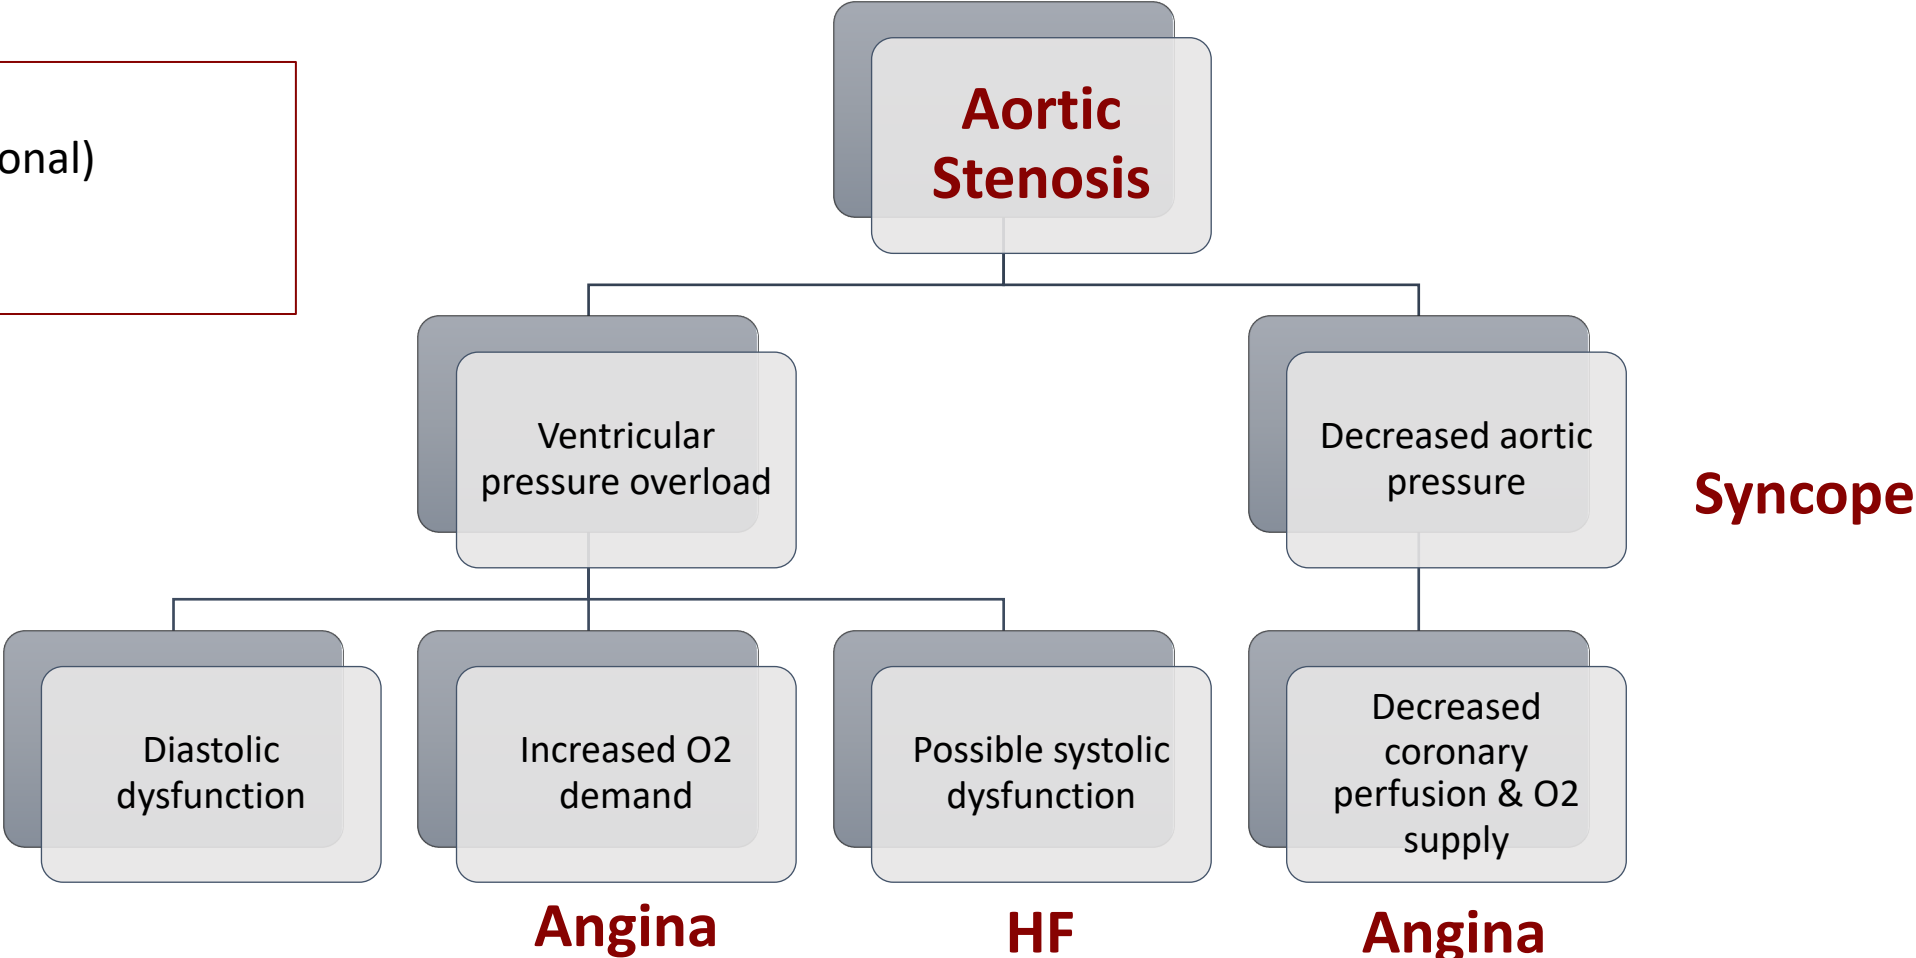 onal)
Aortic
Stenosis
Ventricular
pressure overload
Decreased aortic
pressure
Syncope
Diastolic
dysfunction
Increased O2
demand
Possible systolic
dysfunction
Decreased
coronary
perfusion & O2
supply
Angina
HF
Angina